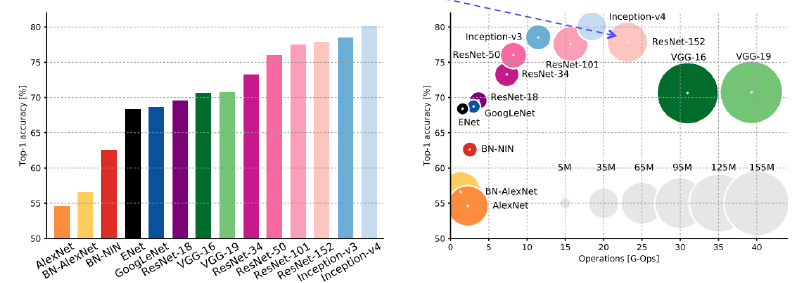 80
75
70
65
60
55
50
Top-1 accuracy [%]
AlexNet
BN-AlexNet
BN-NIN
ENet
GoogLeNet
ResNet-18
VGG-16
VGG-19
ResNet-34
ResNet-50
ResNet-101
ResNet-152
Inception-v3
Inception-v4
80
75
70
65
60
55
50
Top-1 accuracy [%]
Inception-v4
Inception-v3
ResNet-152
ResNet-50
VGG-16
VGG-19
ResNet-101
ResNet-34
ResNet-18
GoogLeNet
ENet
BN-NIN
5M 35M 65M 95M 125M 155M
BN-AlexNet
AlexNet
0 5 10 15 20 25 30 35 40
Operations [G-Ops]